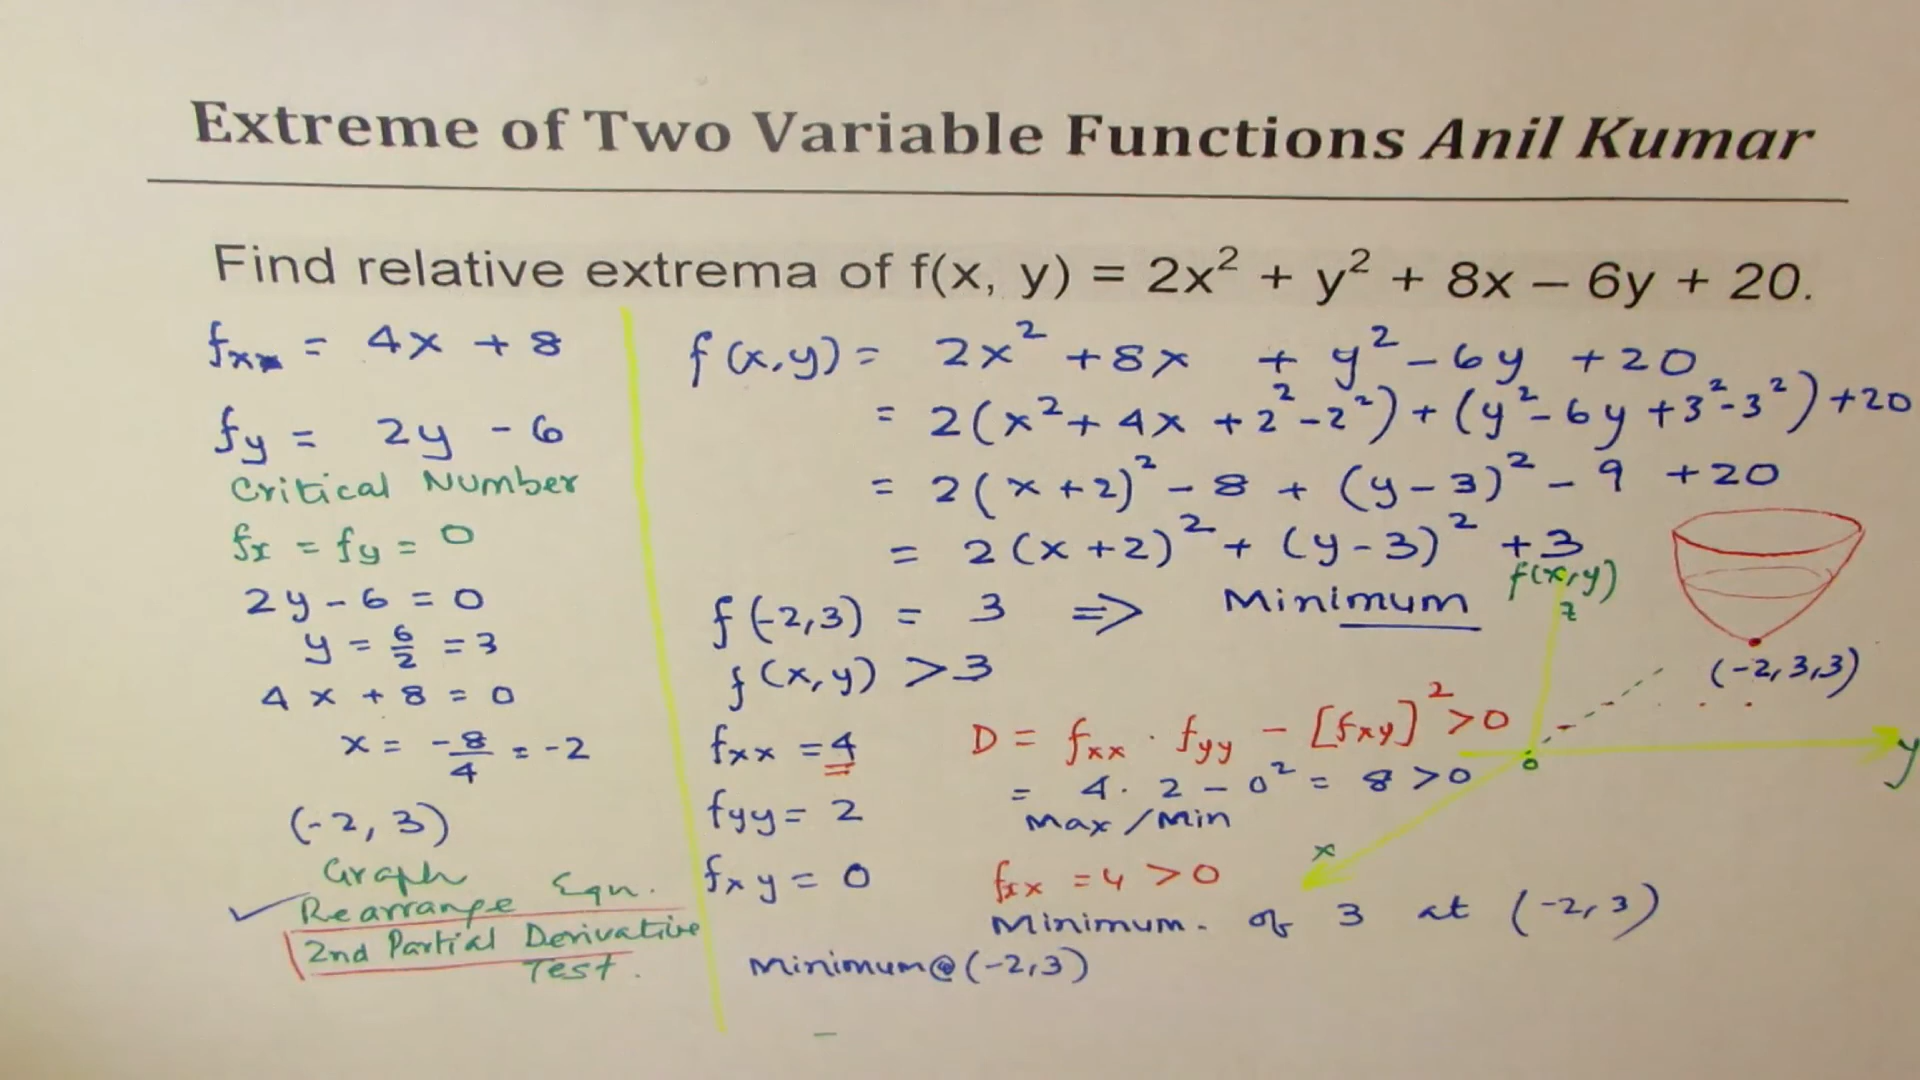 Extreme of Two Variable Functions Anil Kumar
Find relative extrema of f(x, y) = 2x² + y² + 8x – 6y + 20.
fx = 4x + 8
fy = 2y - 6
Critical Number
fx = fy = 0
2y - 6 = 0
y = 6/2 = 3
4x + 8 = 0
x = -8/4 = -2
(-2, 3)
Graph
✓ Rearrange Eqn.
2nd Partial Derivative
Test.
f(x,y) = 2x² + 8x + y² - 6y + 20
= 2(x² + 4x + 2² - 2²) + (y² - 6y + 3² - 3²) + 20
= 2(x+2)² - 8 + (y-3)² - 9 + 20
= 2(x+2)² + (y-3)² + 3
f(-2,3) = 3 => Minimum
f(x,y) > 3
fxx = 4
fyy = 2
fxy = 0
D = fxx · fyy - [fxy]² > 0
= 4 · 2 - 0² = 8 > 0
Max/Min
fxx = 4 > 0
Minimum. of 3 at (-2, 3)
Minimum@(-2,3)
f(x,y)
z
(-2,3,3)
0
y
x